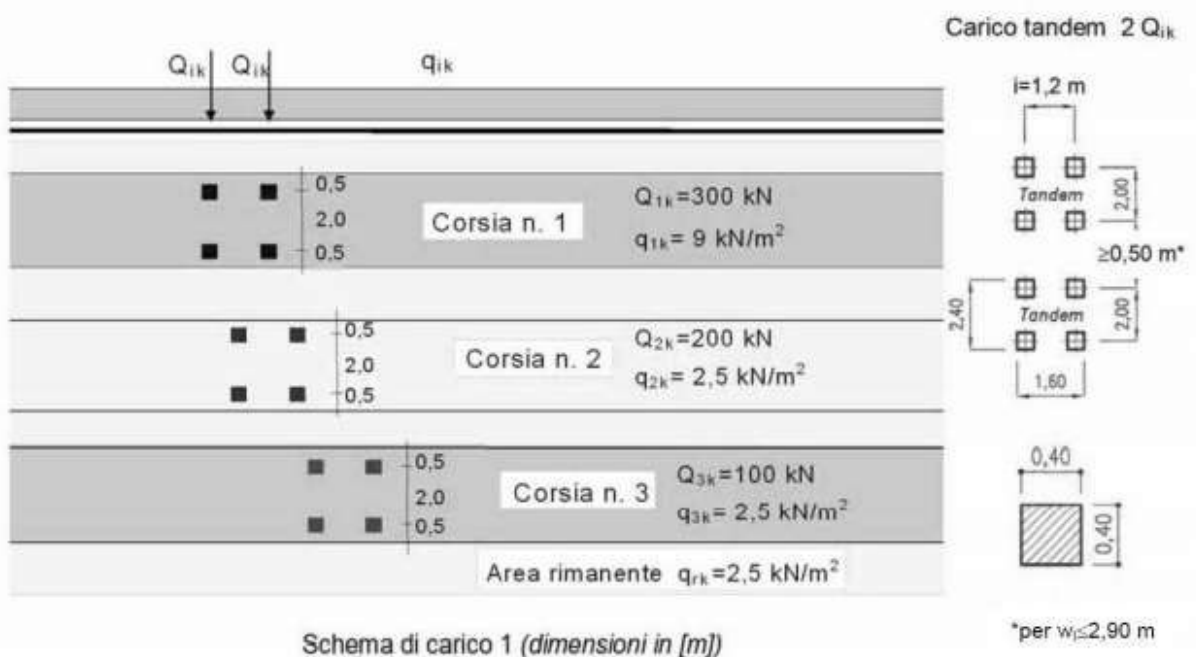 Carico tandem 2 Qik
Qik Qik qik
i=1,2 m
0,5
2.0
0,5
Corsia n. 1
Q1k=300 kN
q1k= 9 kN/m²
Tandem
2,00
≥0,50 m*
0,5
2.0
0,5
Corsia n. 2
Q2k=200 kN
q2k= 2,5 kN/m²
2,40
Tandem
2,00
1,60
0.5
2.0
0,5
Corsia n. 3
Q3k=100 kN
q3k= 2,5 kN/m²
0,40
0,40
Area rimanente qrk=2,5 kN/m²
Schema di carico 1 (dimensioni in [m])
*per wl≤2,90 m